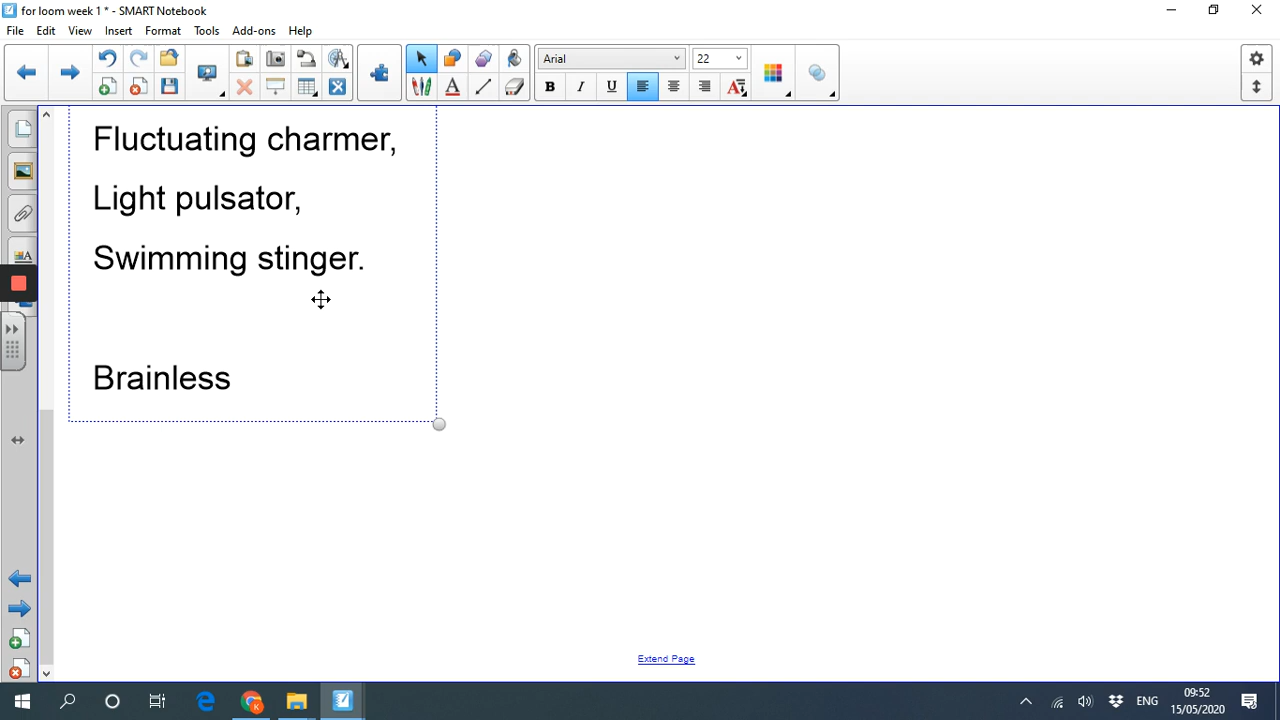 for loom week 1 * - SMART Notebook
File Edit View Insert Format Tools Add-ons Help
Arial 22
B I U A
Fluctuating charmer,
Light pulsator,
Swimming stinger.
Brainless
Extend Page
ENG
09:52
15/05/2020